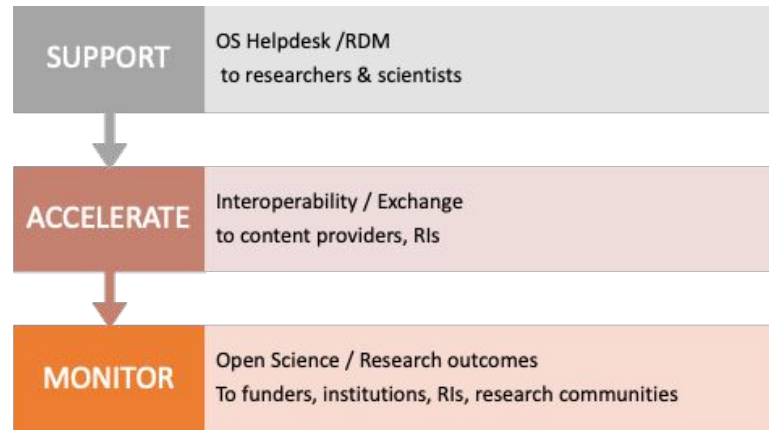 SUPPORT
OS Helpdesk /RDM
to researchers & scientists
ACCELERATE
Interoperability / Exchange
to content providers, RIs
MONITOR
Open Science / Research outcomes
To funders, institutions, RIs, research communities